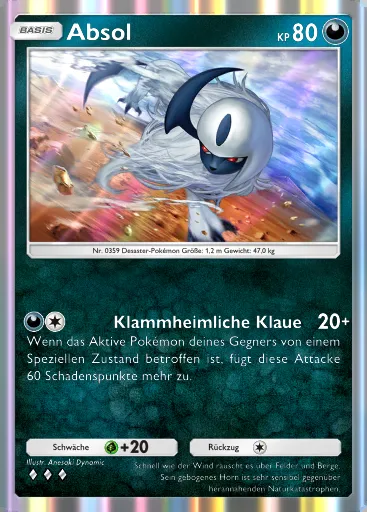 BASIS Absol KP 80
Nr. 0359 Desaster-Pokémon Größe: 1,2 m Gewicht: 47,0 kg
Klammheimliche Klaue 20+
Wenn das Aktive Pokémon deines Gegners von einem
Speziellen Zustand betroffen ist, fügt diese Attacke
60 Schadenspunkte mehr zu.
Schwäche +20 Rückzug
Illustr. Anesaki Dynamic
Schnell wie der Wind rauscht es über Felder und Berge.
Sein gebogenes Horn ist sehr sensibel gegenüber
herannahenden Naturkatastrophen.